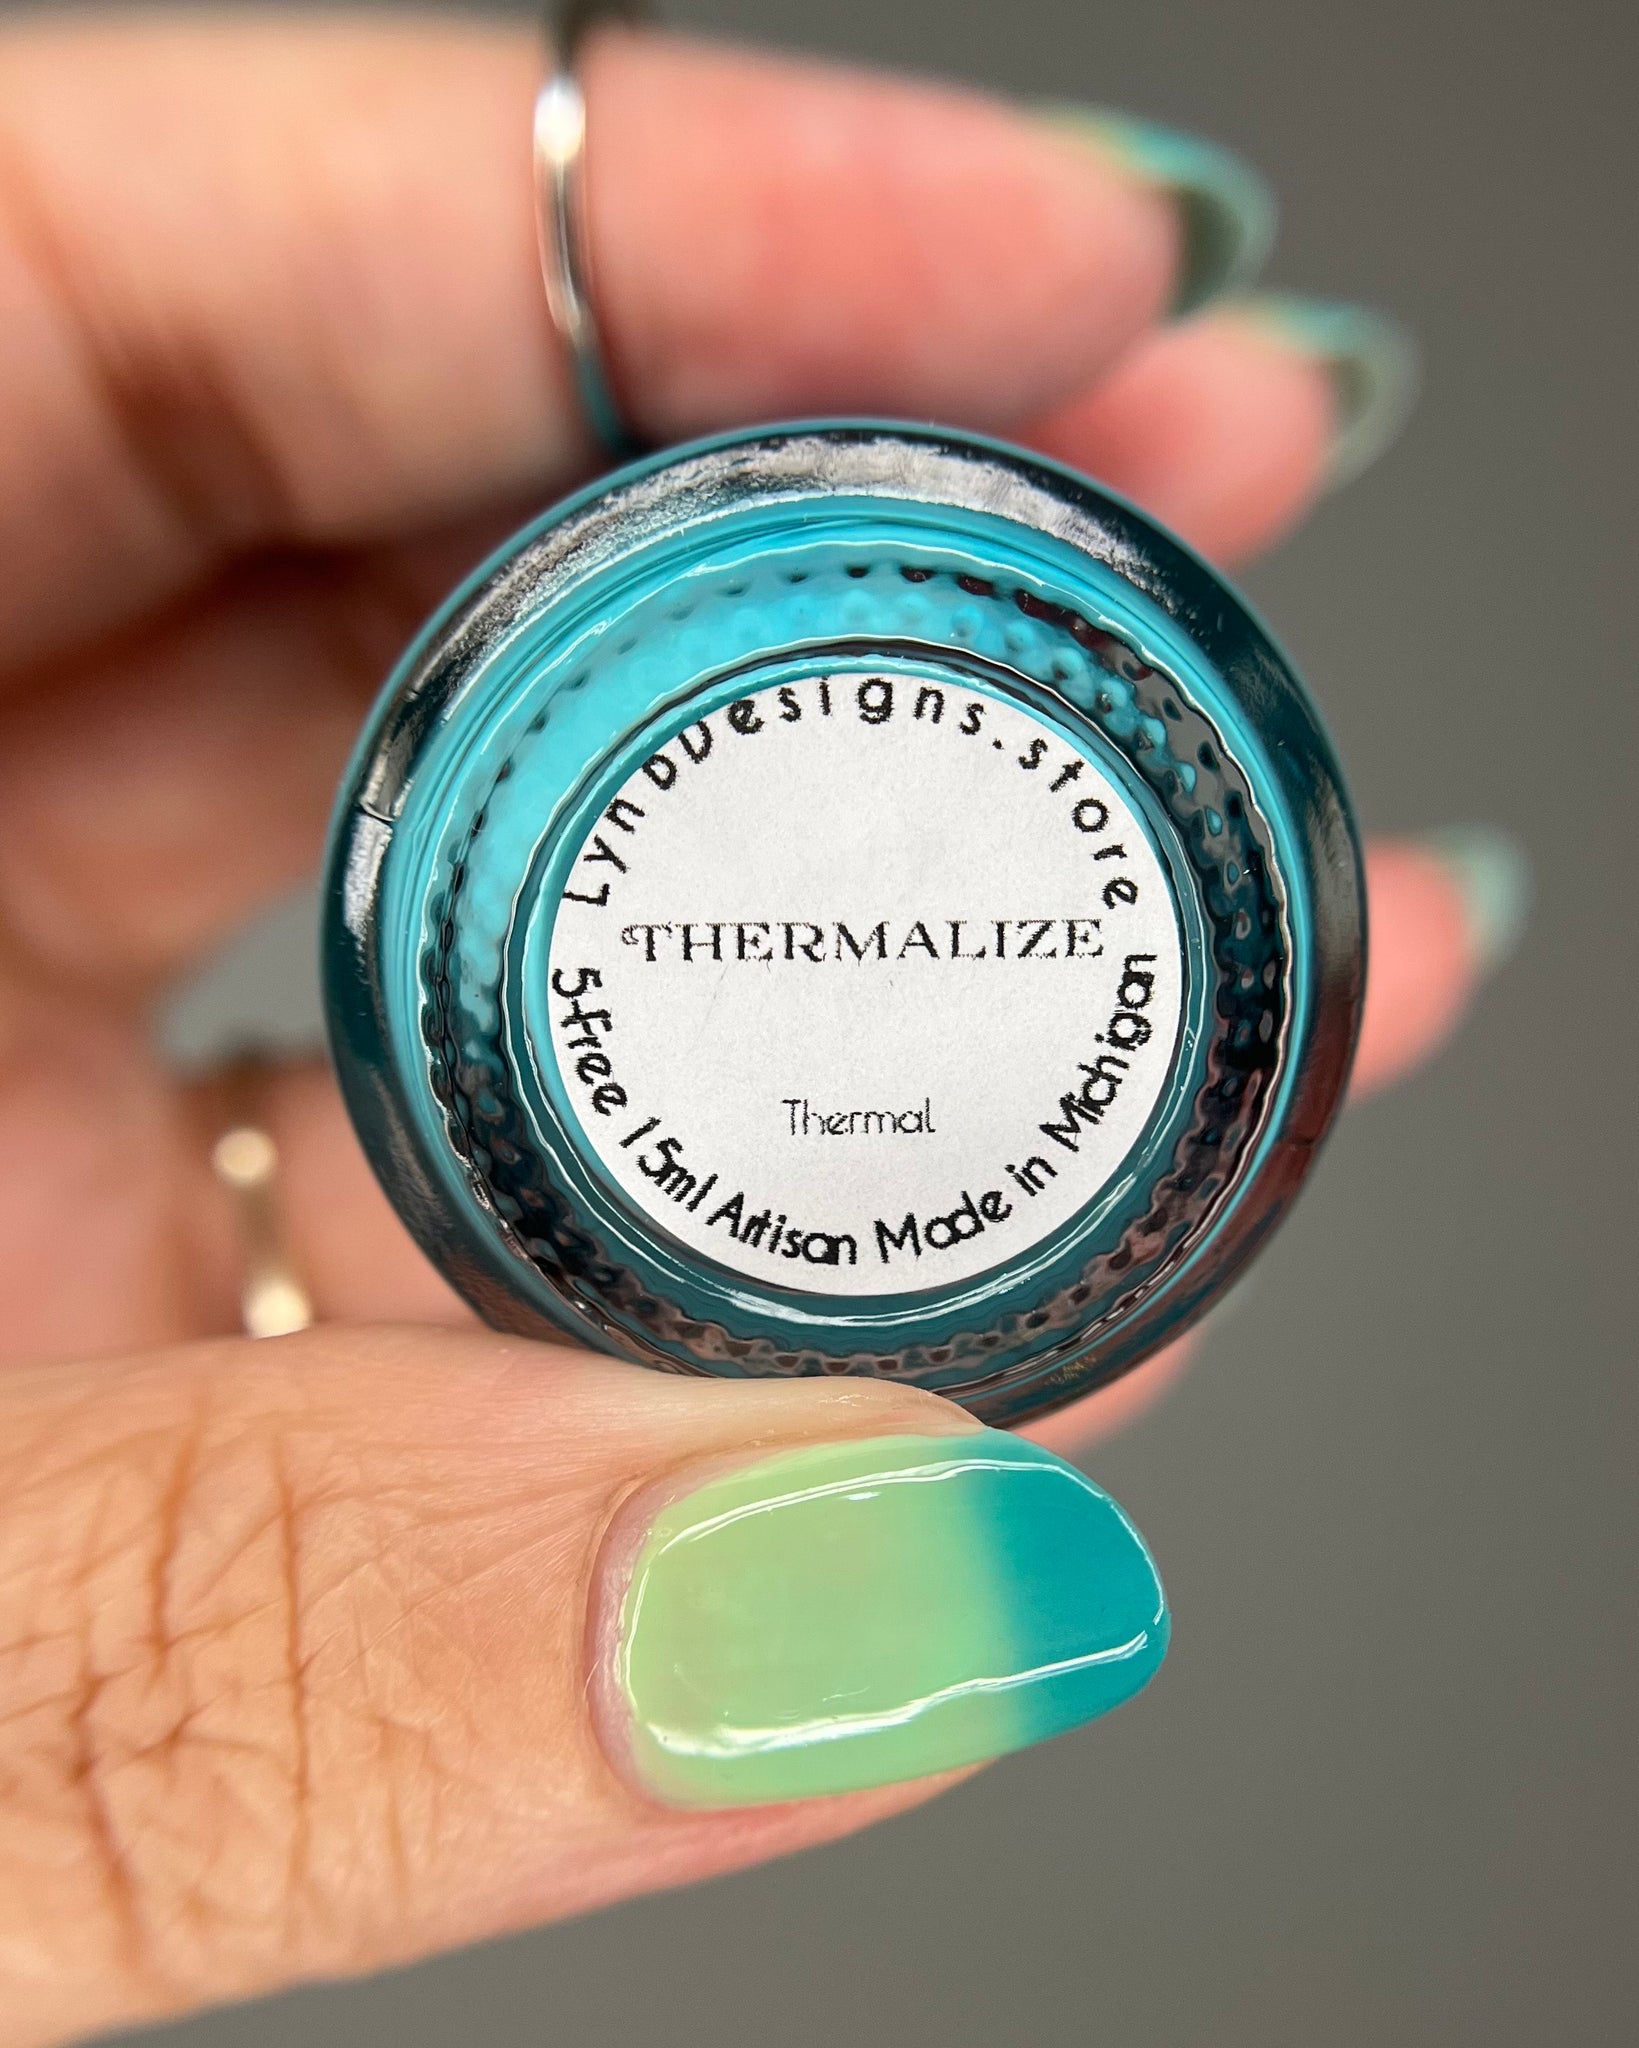 LynbDesigns.store
THERMALIZE
Thermal
5-free 15ml Artisan Made in Michigan